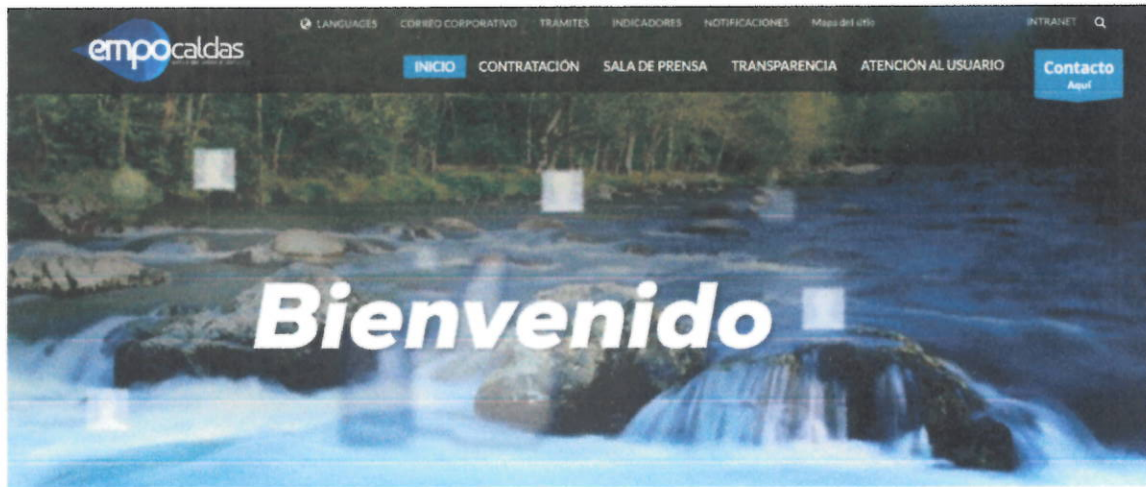 LANGUAGES CORREO CORPORATIVO TRAMITES INDICADORES NOTIFICACIONES Mapa del sitio INTRANET
empocaldas
INICIO CONTRATACIÓN SALA DE PRENSA TRANSPARENCIA ATENCIÓN AL USUARIO Contacto
Aquí
Bienvenido